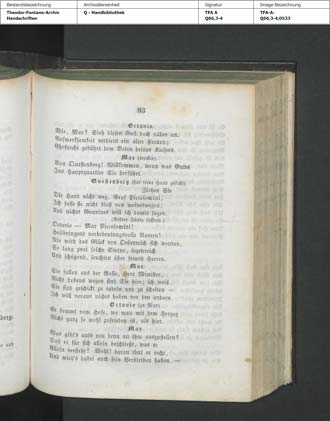 Bestandsbezeichnung
Theodor-Fontane-Archiv
Handschriften
Archivalieneinheit
Q - Handbibliothek
Signatur
TFA A
Q66,3-4
Image-Bezeichnung
TFA-A-
Q66,3-4,0533
83
Octavio.
Wie, Max? Sieh diesen Gast doch näher an.
Aufmerksamkeit verdient ein alter Freund;
Ehrfurcht gebührt dem Boten deines Kaisers.
Max (trocken)
Von Questenberg! Willkommen, wenn was Gutes
Ins Hauptquartier Sie herführt.
Questenberg (hat seine Hand gefaßt)
Ziehen Sie
Die Hand nicht weg, Graf Piccolomini,
Ich fasse sie nicht bloß von meinetwegen,
Und nichts Gemeines will ich damit sagen.
(Beider Hände fassend)
Octavio — Max Piccolomini!
Heilbringend vorbedeutungsvolle Namen!
Nie wird das Glück von Oesterreich sich wenden,
So lang zwei solche Sterne, segenreich
Und schützend, leuchten über seinen Heeren.
Max.
Sie fallen aus der Rolle, Herr Minister,
Nicht Lobens wegen sind Sie hier; ich weiß,
Sie sind geschickt zu tadeln und zu schelten —
Ich will voraus nichts haben vor den andern.
Octavio (zu Max)
Er kommt vom Hofe, wo man mit dem Herzog
Nicht ganz so wohl zufrieden ist, als hier.
Max.
Was gibt's aufs neu denn an ihm auszustellen?
Daß er für sich allein beschließt, was er
Allein versteht? Wohl! daran thut er recht,
Und wird's dabei auch sein Verbleiben haben. —